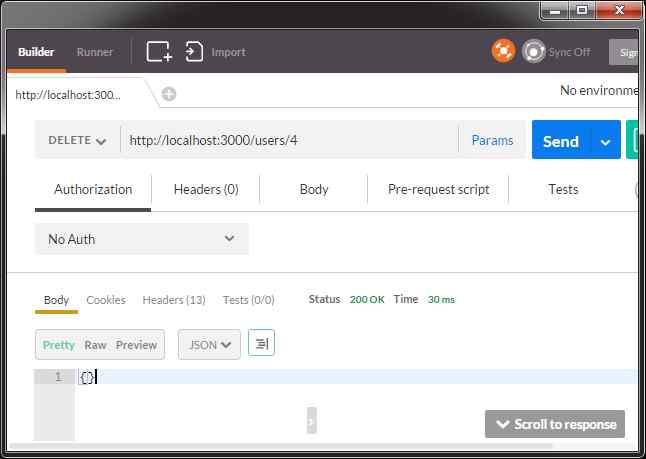 Builder Runner Import Sync Off Sign
http://localhost:300... No environme
DELETE http://localhost:3000/users/4 Params Send
Authorization Headers (0) Body Pre-request script Tests
No Auth
Body Cookies Headers (13) Tests (0/0) Status 200 OK Time 30 ms
Pretty Raw Preview JSON
1 {}
Scroll to response